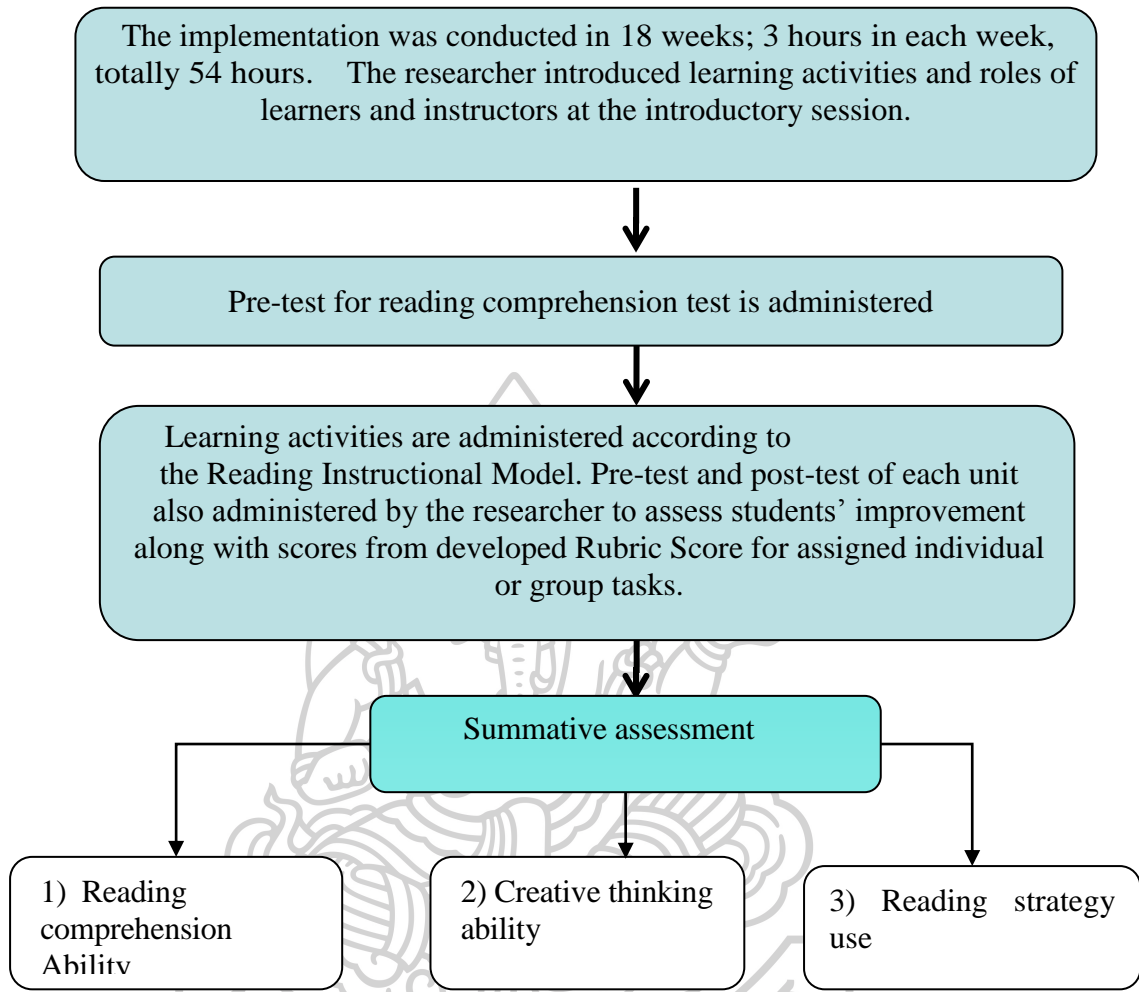 The implementation was conducted in 18 weeks; 3 hours in each week,
totally 54 hours. The researcher introduced learning activities and roles of
learners and instructors at the introductory session.
Pre-test for reading comprehension test is administered
Learning activities are administered according to
the Reading Instructional Model. Pre-test and post-test of each unit
also administered by the researcher to assess students’ improvement
along with scores from developed Rubric Score for assigned individual
or group tasks.
Summative assessment
1) Reading
comprehension
Ability
2) Creative thinking
ability
3) Reading strategy
use